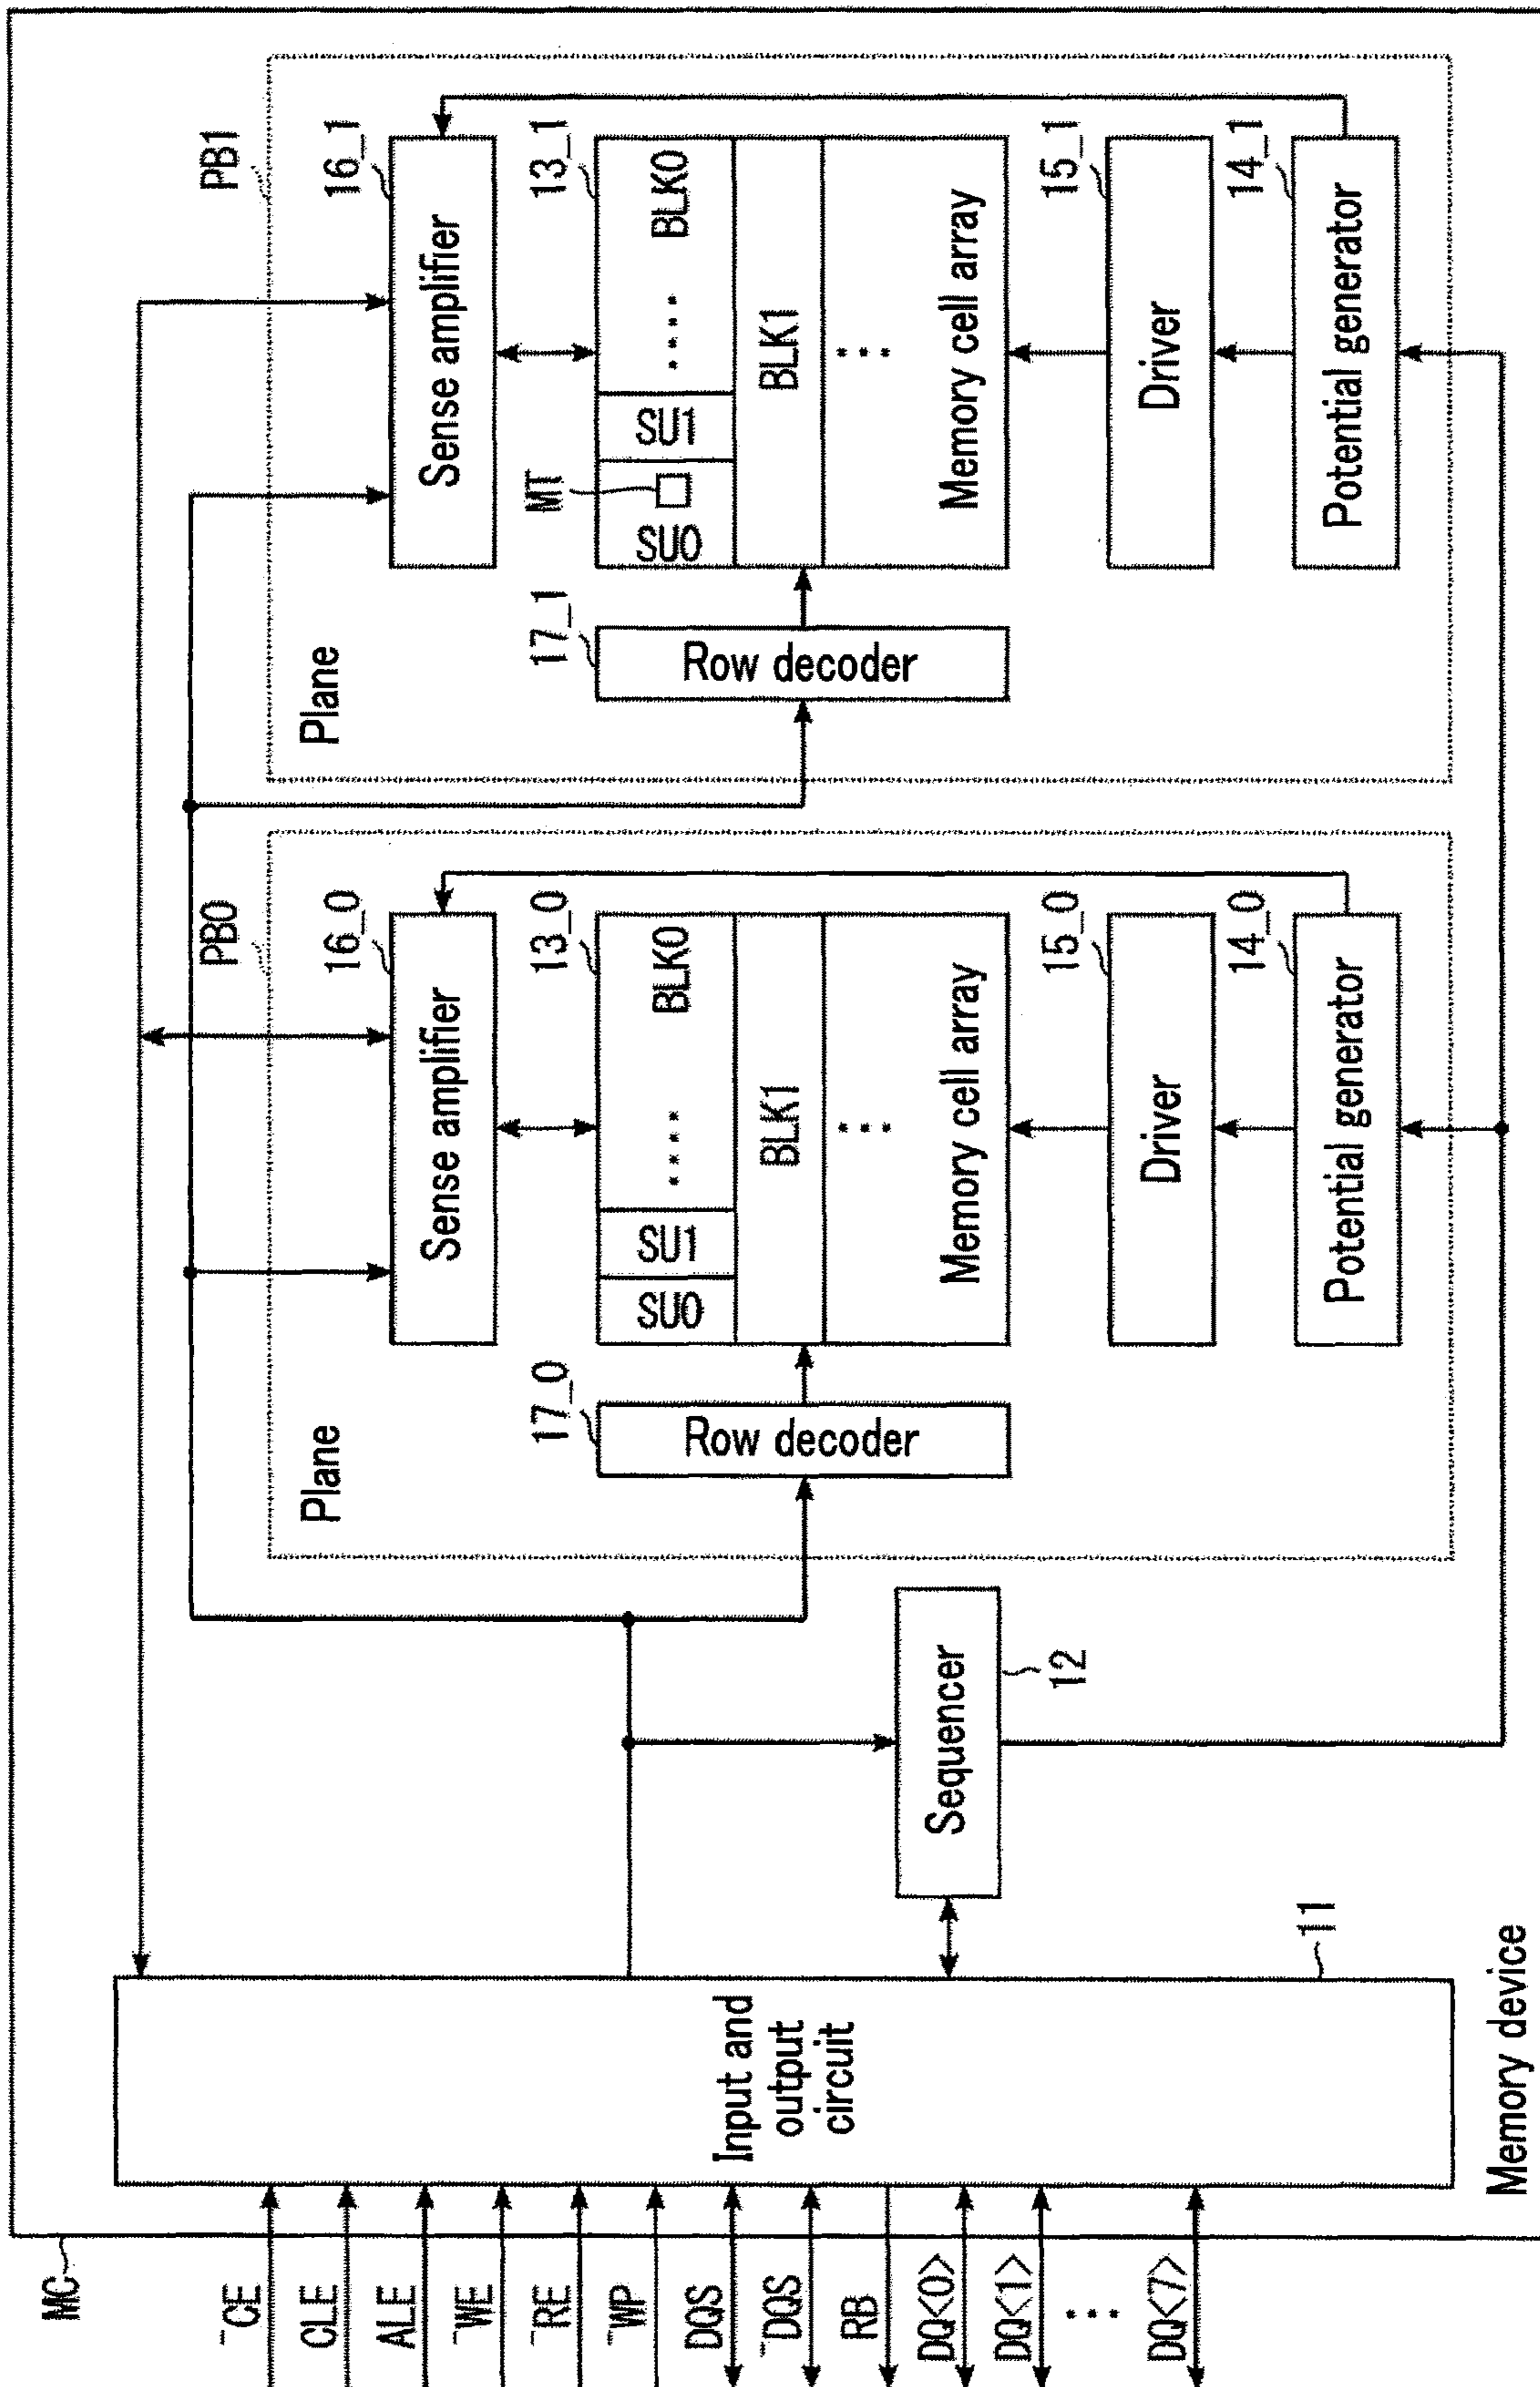 MC
PB0
PB1
¯CE
CLE
ALE
¯WE
¯RE
¯WP
DQS
¯DQS
RB
DQ<0>
DQ<1>
DQ<7>
Input and
output
circuit
11
Memory device
Sequencer
12
Plane
17_0
Row decoder
16_0
Sense amplifier
13_0
SU0
SU1
BLK0
BLK1
Memory cell array
15_0
Driver
14_0
Potential generator
Plane
17_1
Row decoder
16_1
Sense amplifier
13_1
MT
SU0
SU1
BLK0
BLK1
Memory cell array
15_1
Driver
14_1
Potential generator